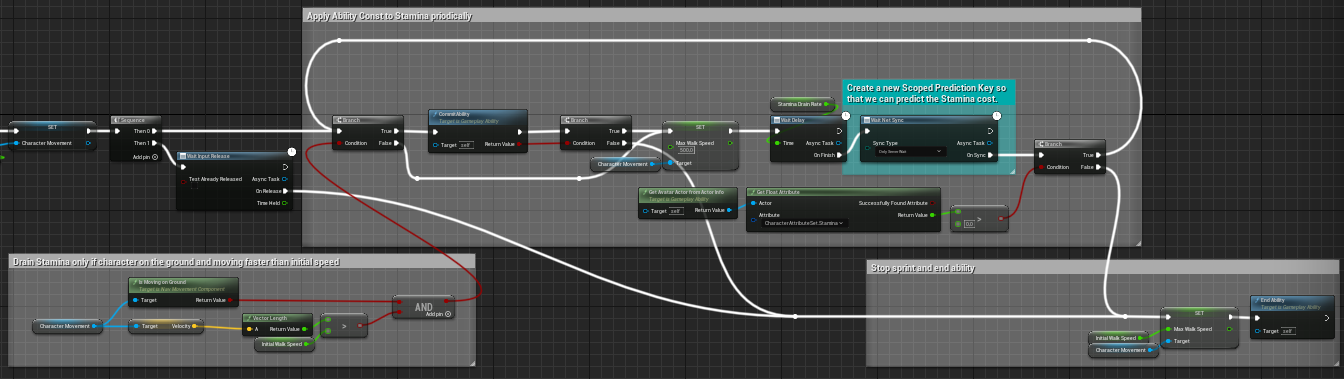 Apply Ability Const to Stamina priodically
SET
Character Movement
Sequence
Then 0
Then 1
Add pin
Wait Input Release
Test Already Released
Async Task
On Release
Time Held
Branch
True
Condition
False
CommitAbility
Target is Gameplay Ability
Target
self
Return Value
Branch
True
Condition
False
Character Movement
SET
Max Walk Speed
500.0
Target
Stamina Drain Rate
Wait Delay
Time
Async Task
On Finish
Create a new Scoped Prediction Key so
that we can predict the Stamina cost.
Wait Net Sync
Sync Type
Async Task
Only Server Wait
On Sync
Branch
True
Condition
False
Get Avatar Actor from Actor Info
Target is Gameplay Ability
Target
self
Return Value
Get Float Attribute
Actor
Successfully Found Attribute
Attribute
Return Value
CharacterAttributeSet.Stamina
>
0.0
Drain Stamina only if character on the ground and moving faster than initial speed
Is Moving on Ground
Target is Nav Movement Component
Target
Return Value
Character Movement
Target
Velocity
Vector Length
A
Return Value
Initial Walk Speed
>
AND
Add pin
Stop sprint and end ability
Initial Walk Speed
Character Movement
SET
Max Walk Speed
Target
End Ability
Target is Gameplay Ability
Target
self